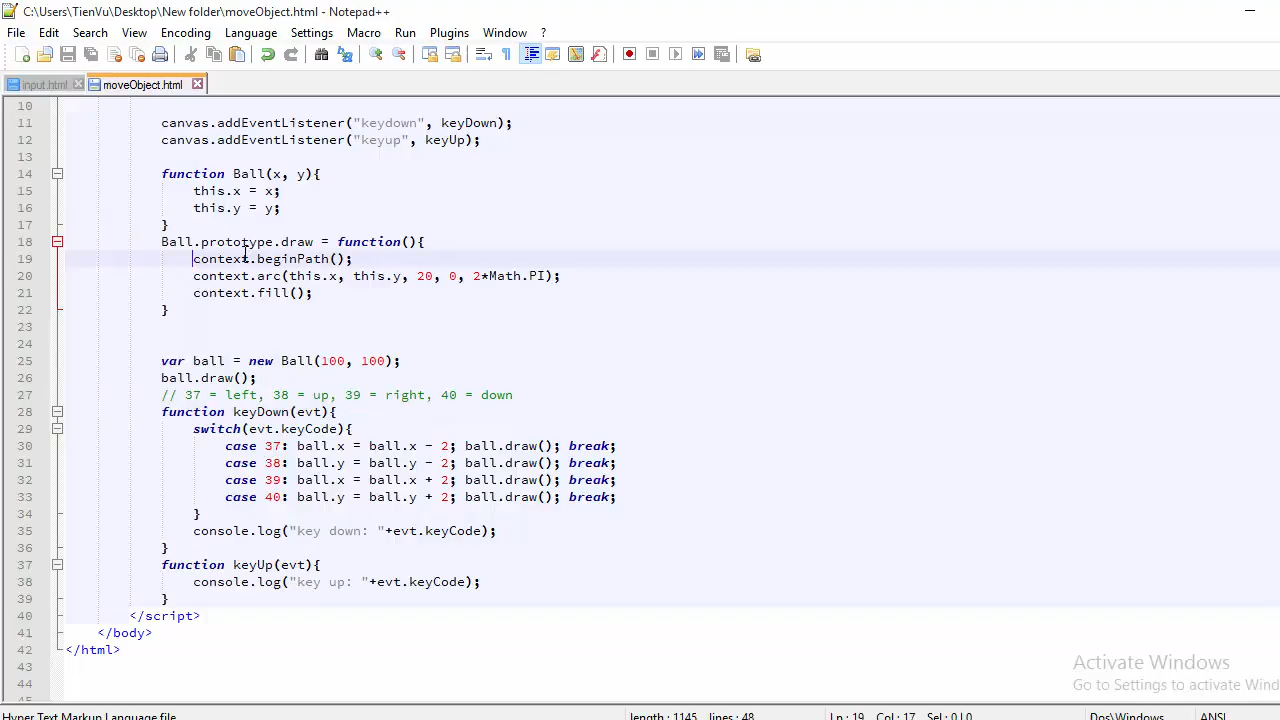 C:\Users\TienVu\Desktop\New folder\moveObject.html - Notepad++
File Edit Search View Encoding Language Settings Macro Run Plugins Window ?
input.html moveObject.html
10
11 canvas.addEventListener("keydown", keyDown);
12 canvas.addEventListener("keyup", keyUp);
13
14 function Ball(x, y){
15 this.x = x;
16 this.y = y;
17 }
18 Ball.prototype.draw = function(){
19 context.beginPath();
20 context.arc(this.x, this.y, 20, 0, 2*Math.PI);
21 context.fill();
22 }
23
24
25 var ball = new Ball(100, 100);
26 ball.draw();
27 // 37 = left, 38 = up, 39 = right, 40 = down
28 function keyDown(evt){
29 switch(evt.keyCode){
30 case 37: ball.x = ball.x - 2; ball.draw(); break;
31 case 38: ball.y = ball.y - 2; ball.draw(); break;
32 case 39: ball.x = ball.x + 2; ball.draw(); break;
33 case 40: ball.y = ball.y + 2; ball.draw(); break;
34 }
35 console.log("key down: "+evt.keyCode);
36 }
37 function keyUp(evt){
38 console.log("key up: "+evt.keyCode);
39 }
40 </script>
41 </body>
42 </html>
43
44
45
Activate Windows
Go to Settings to activate Wind
Hyper Text Markup Language file length : 1145 lines : 48 Ln : 19 Col : 17 Sel : 0 | 0 Dos\Windows ANSI